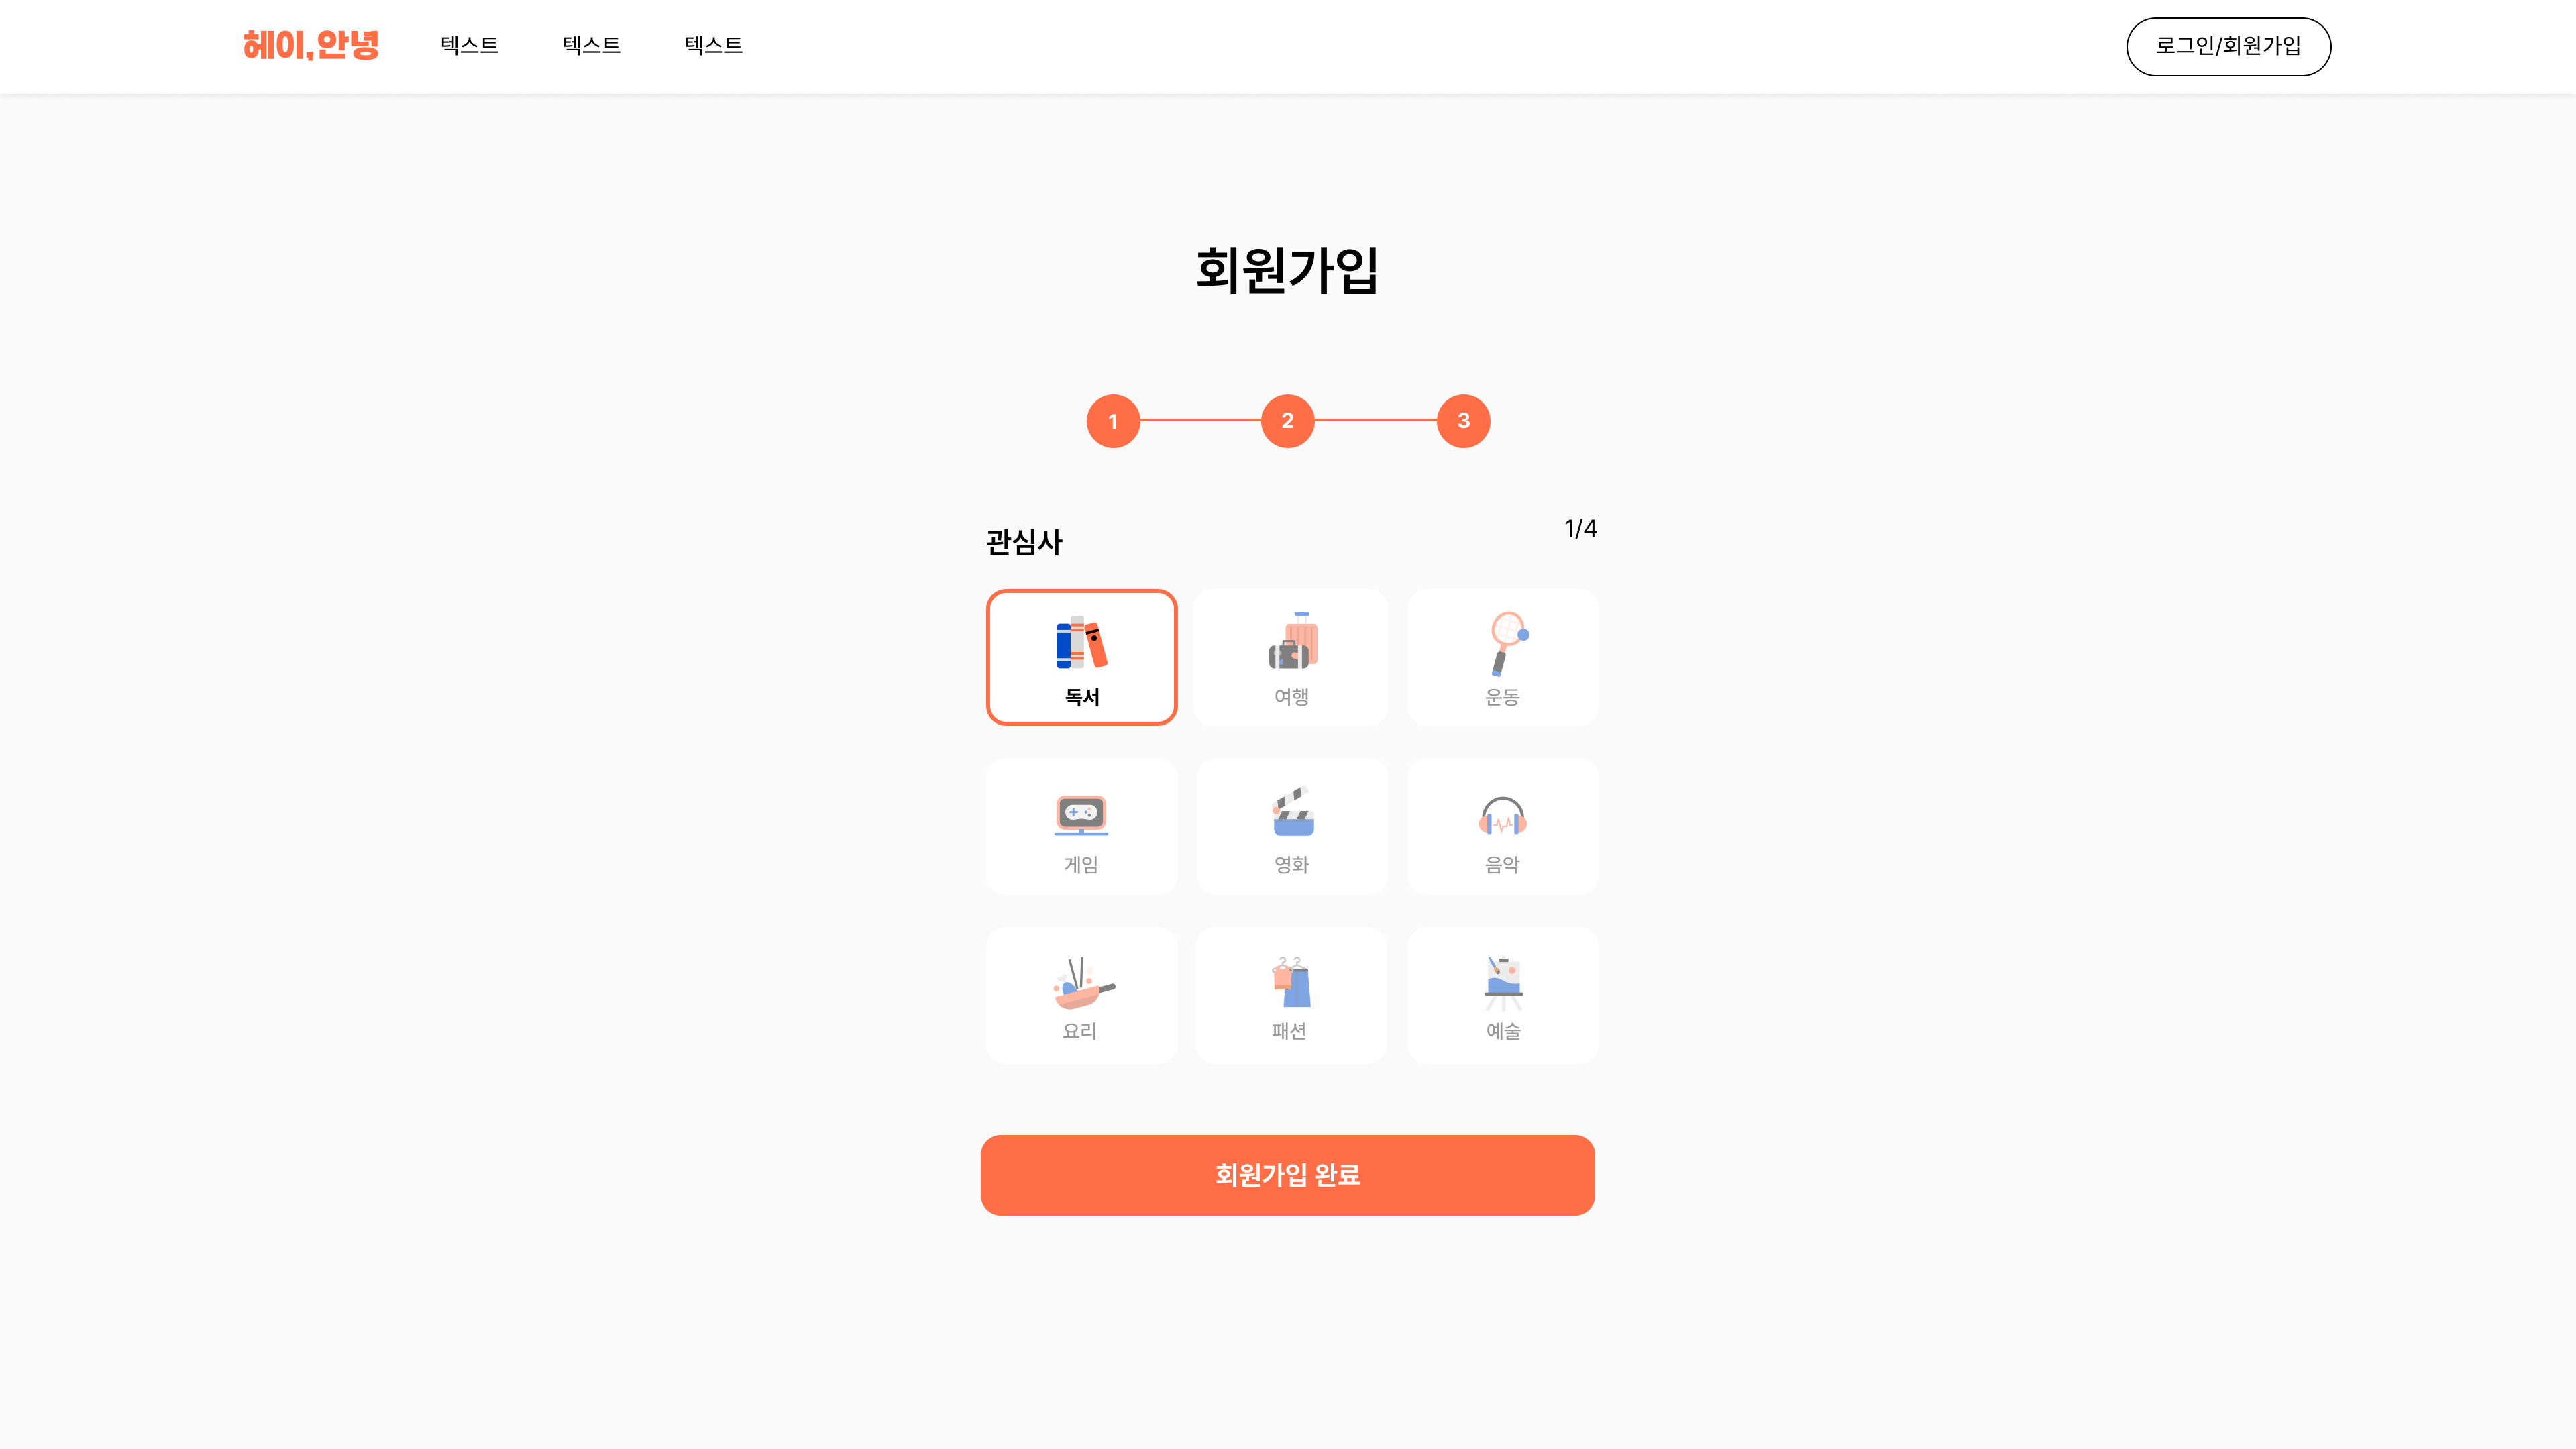 헤이, 안녕
텍스트 텍스트 텍스트
로그인/회원가입
회원가입
1 2 3
관심사
1/4
독서 여행 운동
게임 영화 음악
요리 패션 예술
회원가입 완료